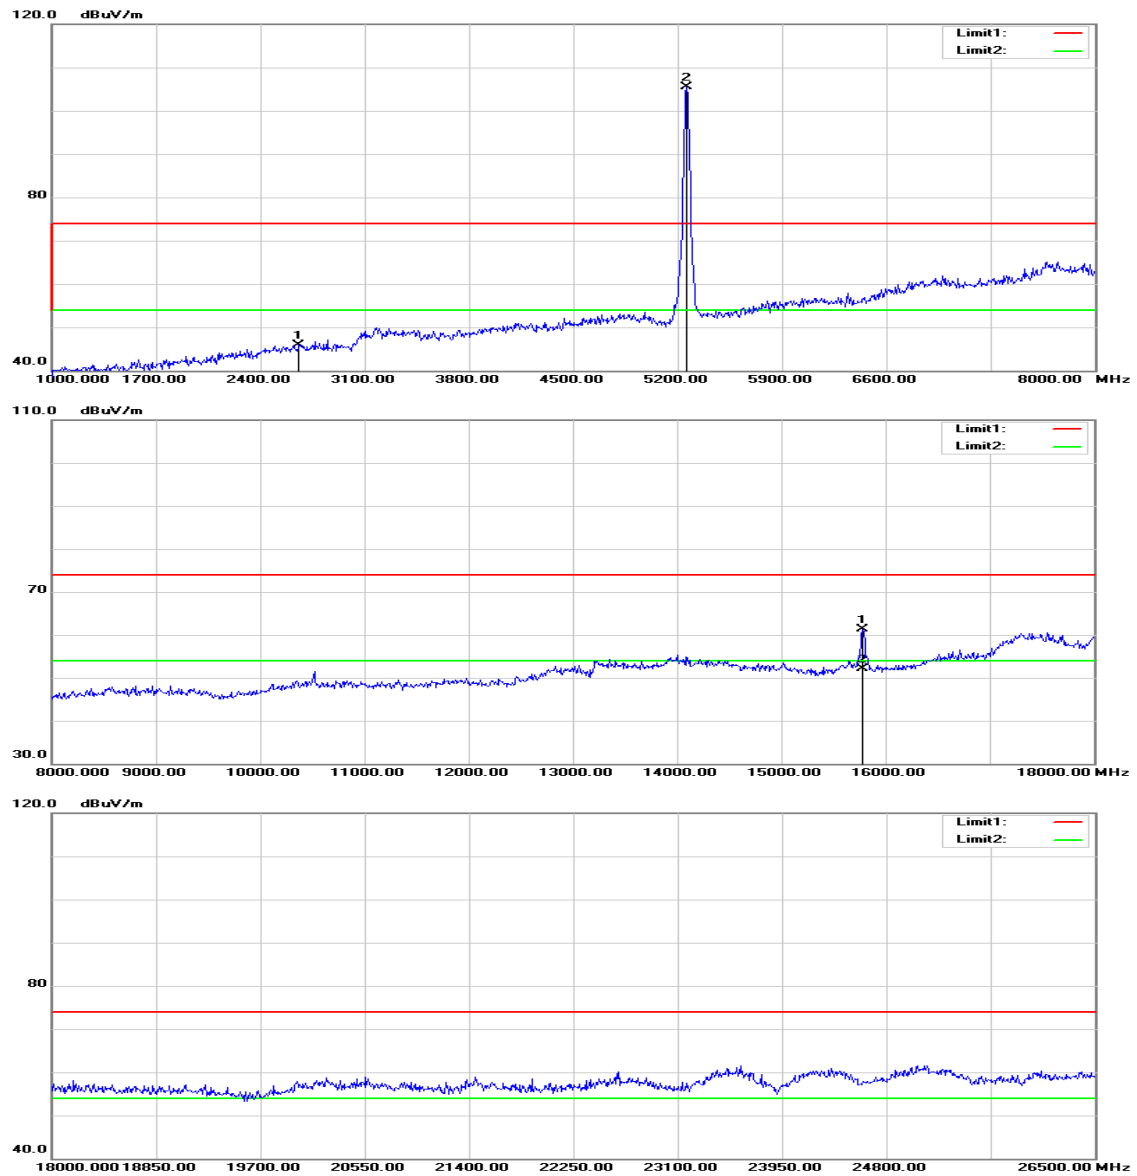 120.0 dBuV/m
Limit1:
Limit2:
2
80
1
40.0
1000.000 1700.00 2400.00 3100.00 3800.00 4500.00 5200.00 5900.00 6600.00 8000.00 MHz
110.0 dBuV/m
Limit1:
Limit2:
70
1
30.0
8000.000 9000.00 10000.00 11000.00 12000.00 13000.00 14000.00 15000.00 16000.00 18000.00 MHz
120.0 dBuV/m
Limit1:
Limit2:
80
40.0
18000.000 18850.00 19700.00 20550.00 21400.00 22250.00 23100.00 23950.00 24800.00 26500.00 MHz